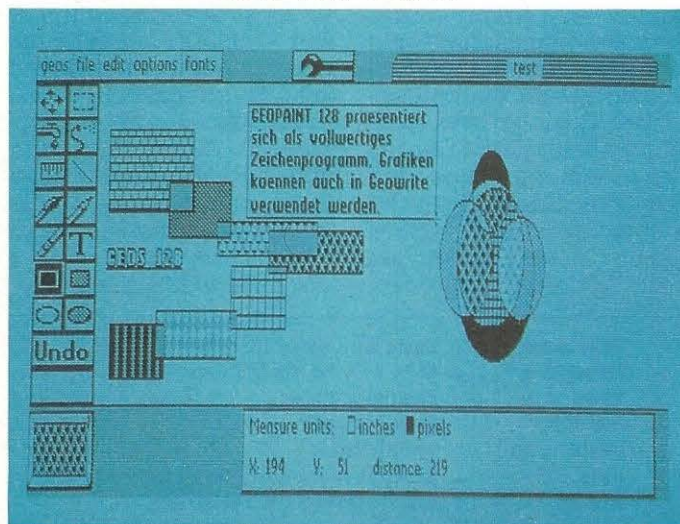 geos file edit options fonts
test
GEOPAINT 128 praesentiert
sich als vollwertiges
Zeichenprogramm. Grafiken
koennen auch in Geowrite
verwendet werden.
T
GEOS 128
Undo
Measure units: inches pixels
X: 194 Y: 51 distance: 219